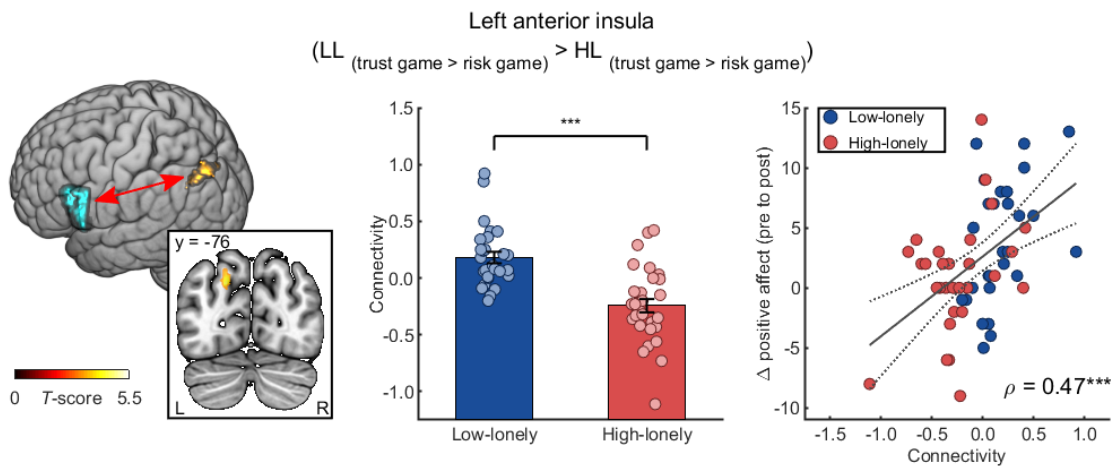 Left anterior insula
(LL (trust game > risk game) > HL (trust game > risk game))
y = -76
L
R
0 T-score 5.5
1.5
1.0
0.5
0.0
-0.5
-1.0
Connectivity
***
Low-lonely
High-lonely
15
10
5
0
-5
-10
Δ positive affect (pre to post)
Low-lonely
High-lonely
ρ = 0.47***
-1.5
-1.0
-0.5
0.0
0.5
1.0
Connectivity